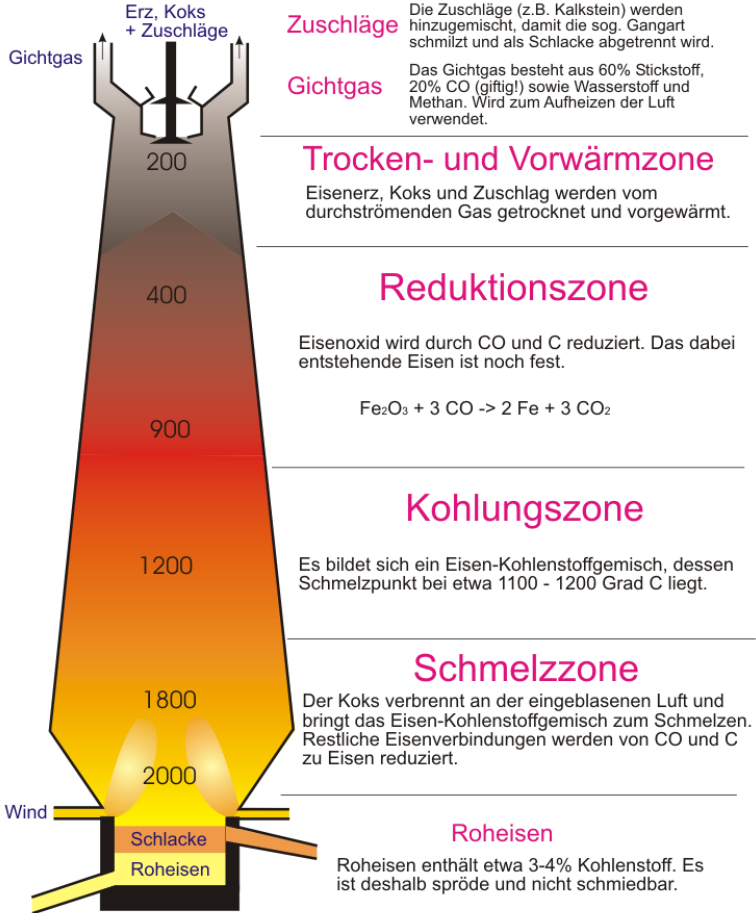 Erz, Koks
+ Zuschläge
Gichtgas
Zuschläge
Die Zuschläge (z.B. Kalkstein) werden
hinzugemischt, damit die sog. Gangart
schmilzt und als Schlacke abgetrennt wird.
Gichtgas
Das Gichtgas besteht aus 60% Stickstoff,
20% CO (giftig!) sowie Wasserstoff und
Methan. Wird zum Aufheizen der Luft
verwendet.
200
Trocken- und Vorwärmzone
Eisenerz, Koks und Zuschlag werden vom
durchströmenden Gas getrocknet und vorgewärmt.
400
Reduktionszone
Eisenoxid wird durch CO und C reduziert. Das dabei
entstehende Eisen ist noch fest.
Fe₂O₃ + 3 CO -> 2 Fe + 3 CO₂
900
Kohlungszone
1200
Es bildet sich ein Eisen-Kohlenstoffgemisch, dessen
Schmelzpunkt bei etwa 1100 - 1200 Grad C liegt.
Schmelzzone
1800
Der Koks verbrennt an der eingeblasenen Luft und
bringt das Eisen-Kohlenstoffgemisch zum Schmelzen.
Restliche Eisenverbindungen werden von CO und C
zu Eisen reduziert.
2000
Wind
Schlacke
Roheisen
Roheisen
Roheisen enthält etwa 3-4% Kohlenstoff. Es
ist deshalb spröde und nicht schmiedbar.